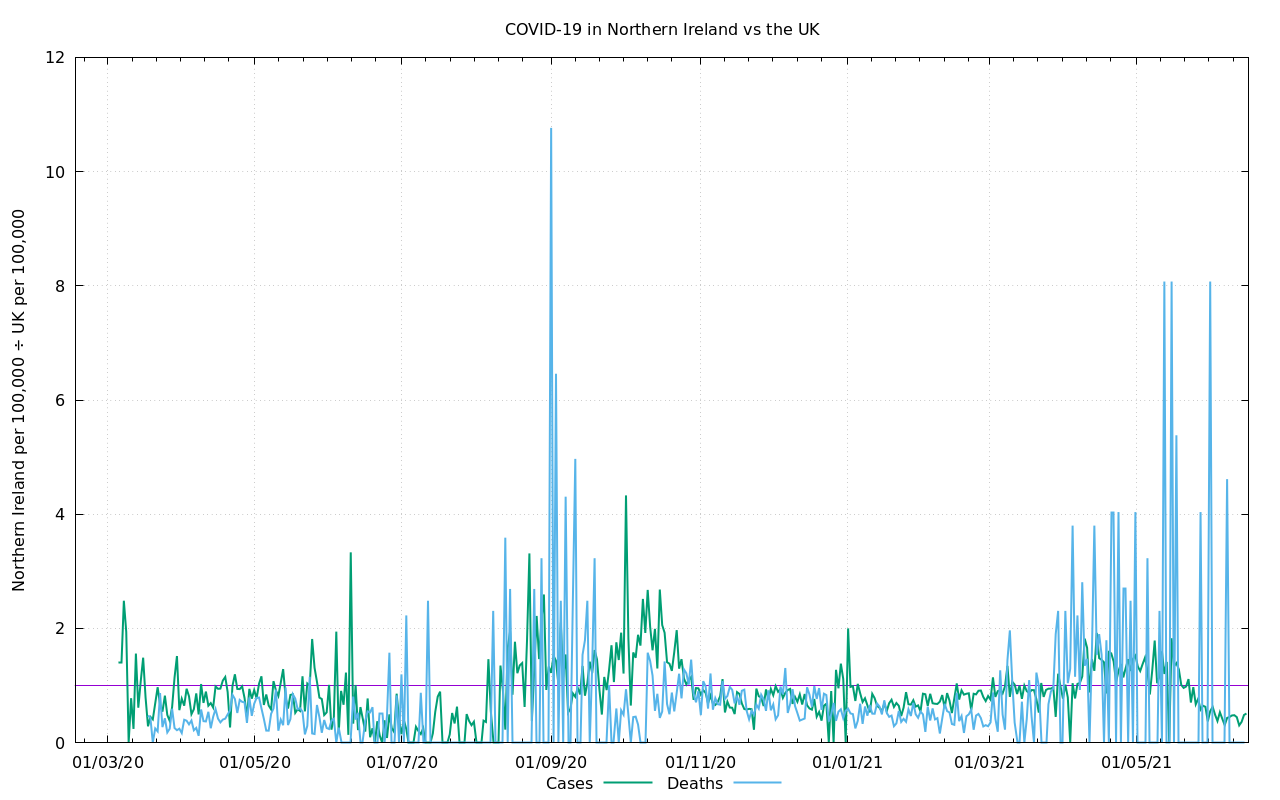 COVID-19 in Northern Ireland vs the UK
Northern Ireland per 100,000 ÷ UK per 100,000
12
10
8
6
4
2
0
01/03/20 01/05/20 01/07/20 01/09/20 01/11/20 01/01/21 01/03/21 01/05/21
Cases Deaths